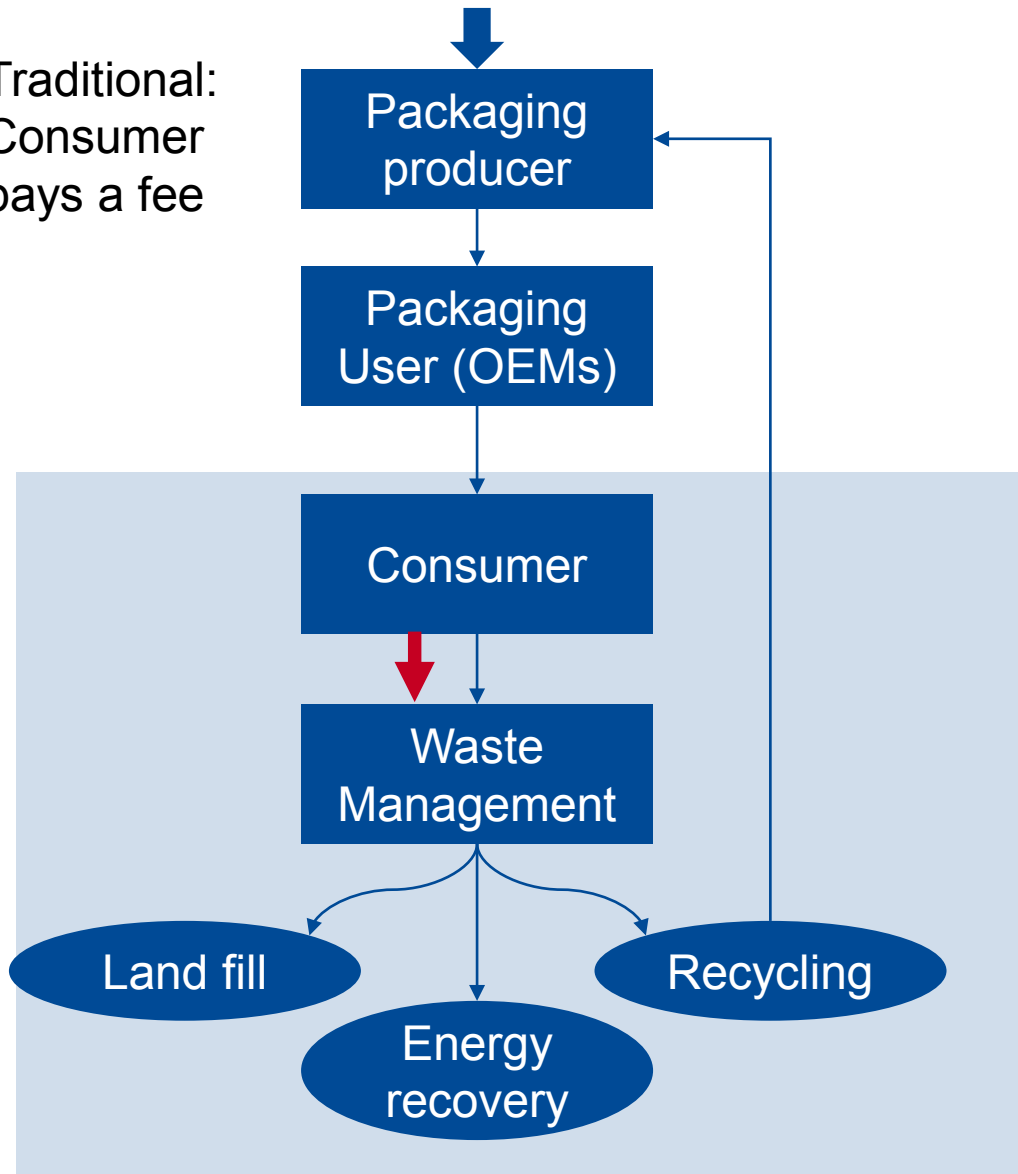 Traditional:
Consumer
pays a fee
Packaging
producer
Packaging
User (OEMs)
Consumer
Waste
Management
Land fill
Recycling
Energy
recovery